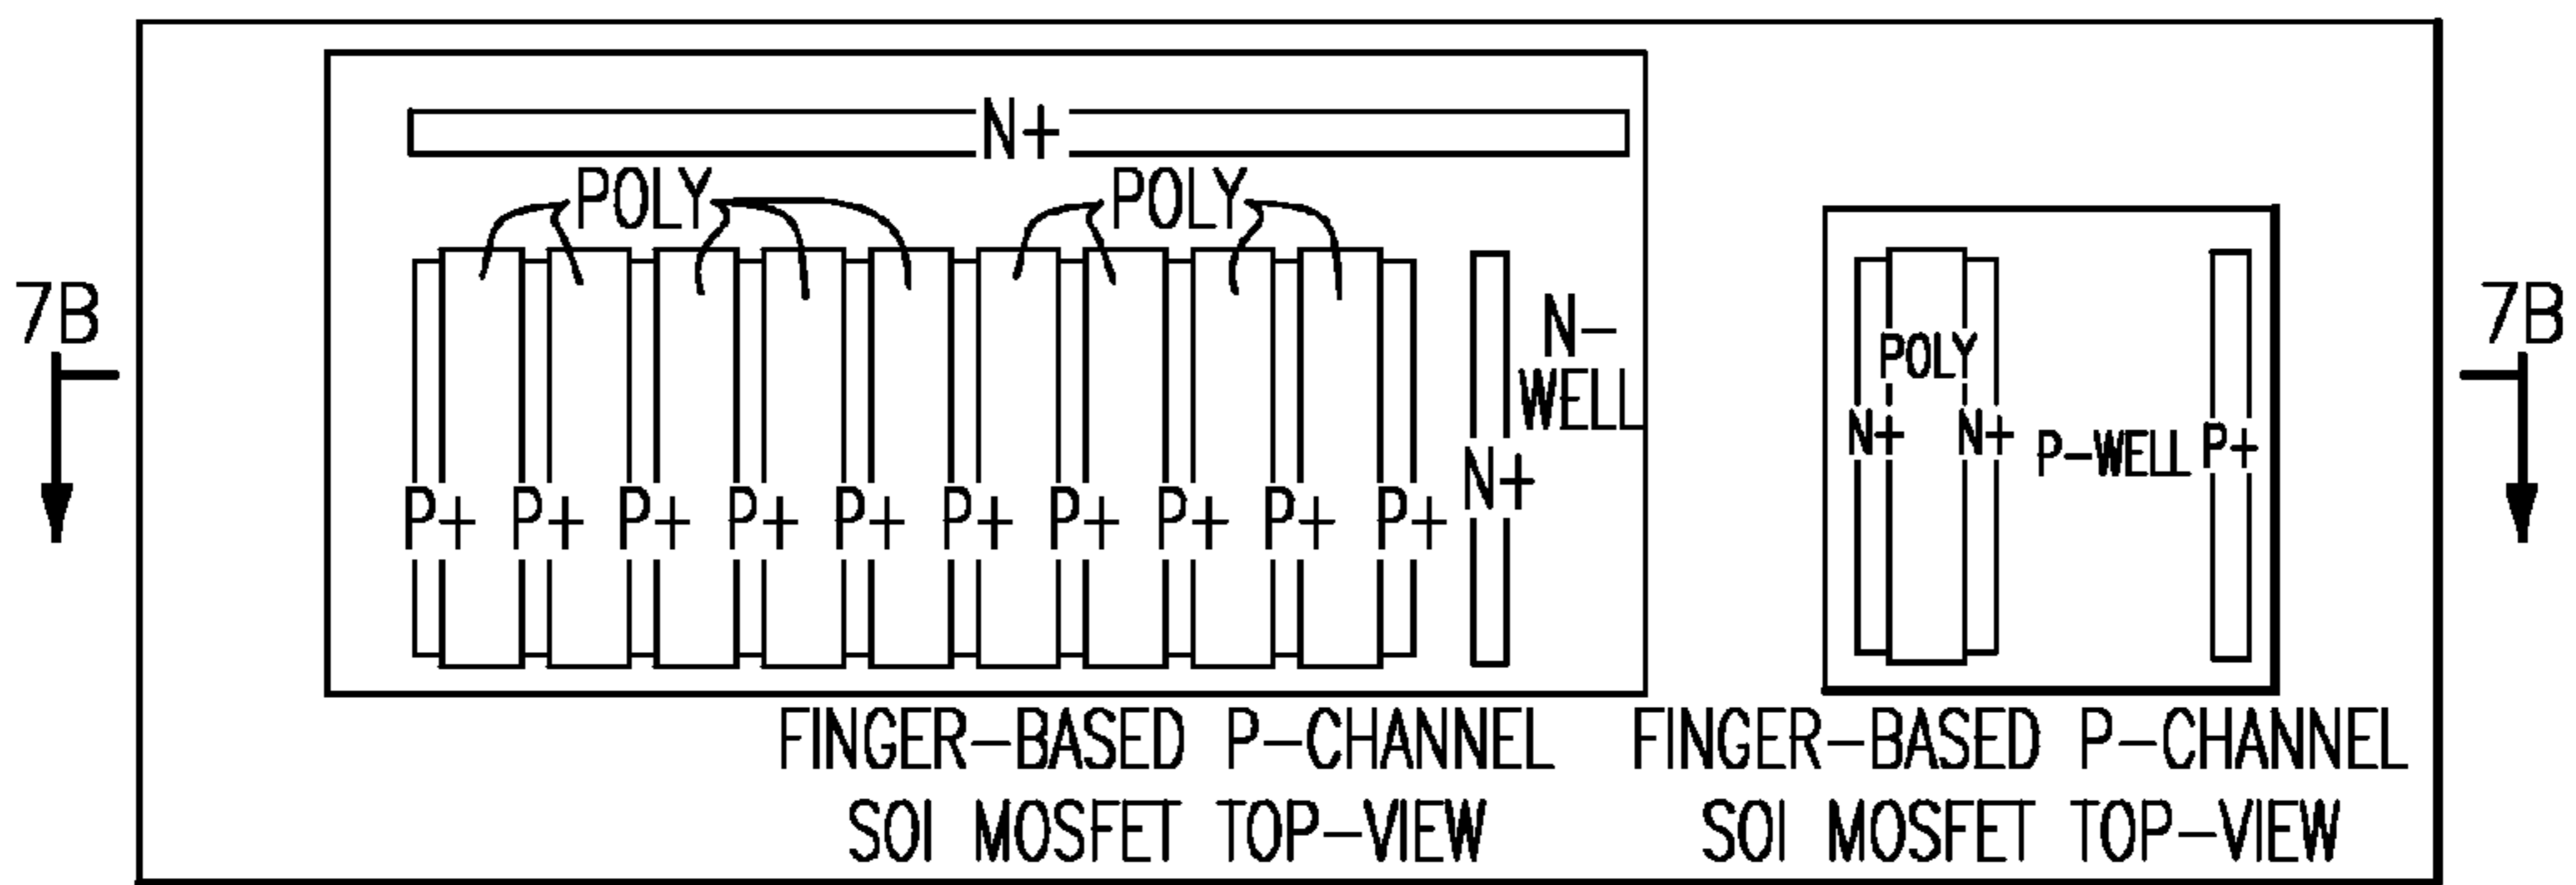 N+
POLY POLY
7B
7B
N-
WELL
POLY
N+ N+ P-WELL P+
N+
P+ P+ P+ P+ P+ P+ P+ P+ P+ P+
FINGER-BASED P-CHANNEL
SOI MOSFET TOP-VIEW
FINGER-BASED P-CHANNEL
SOI MOSFET TOP-VIEW